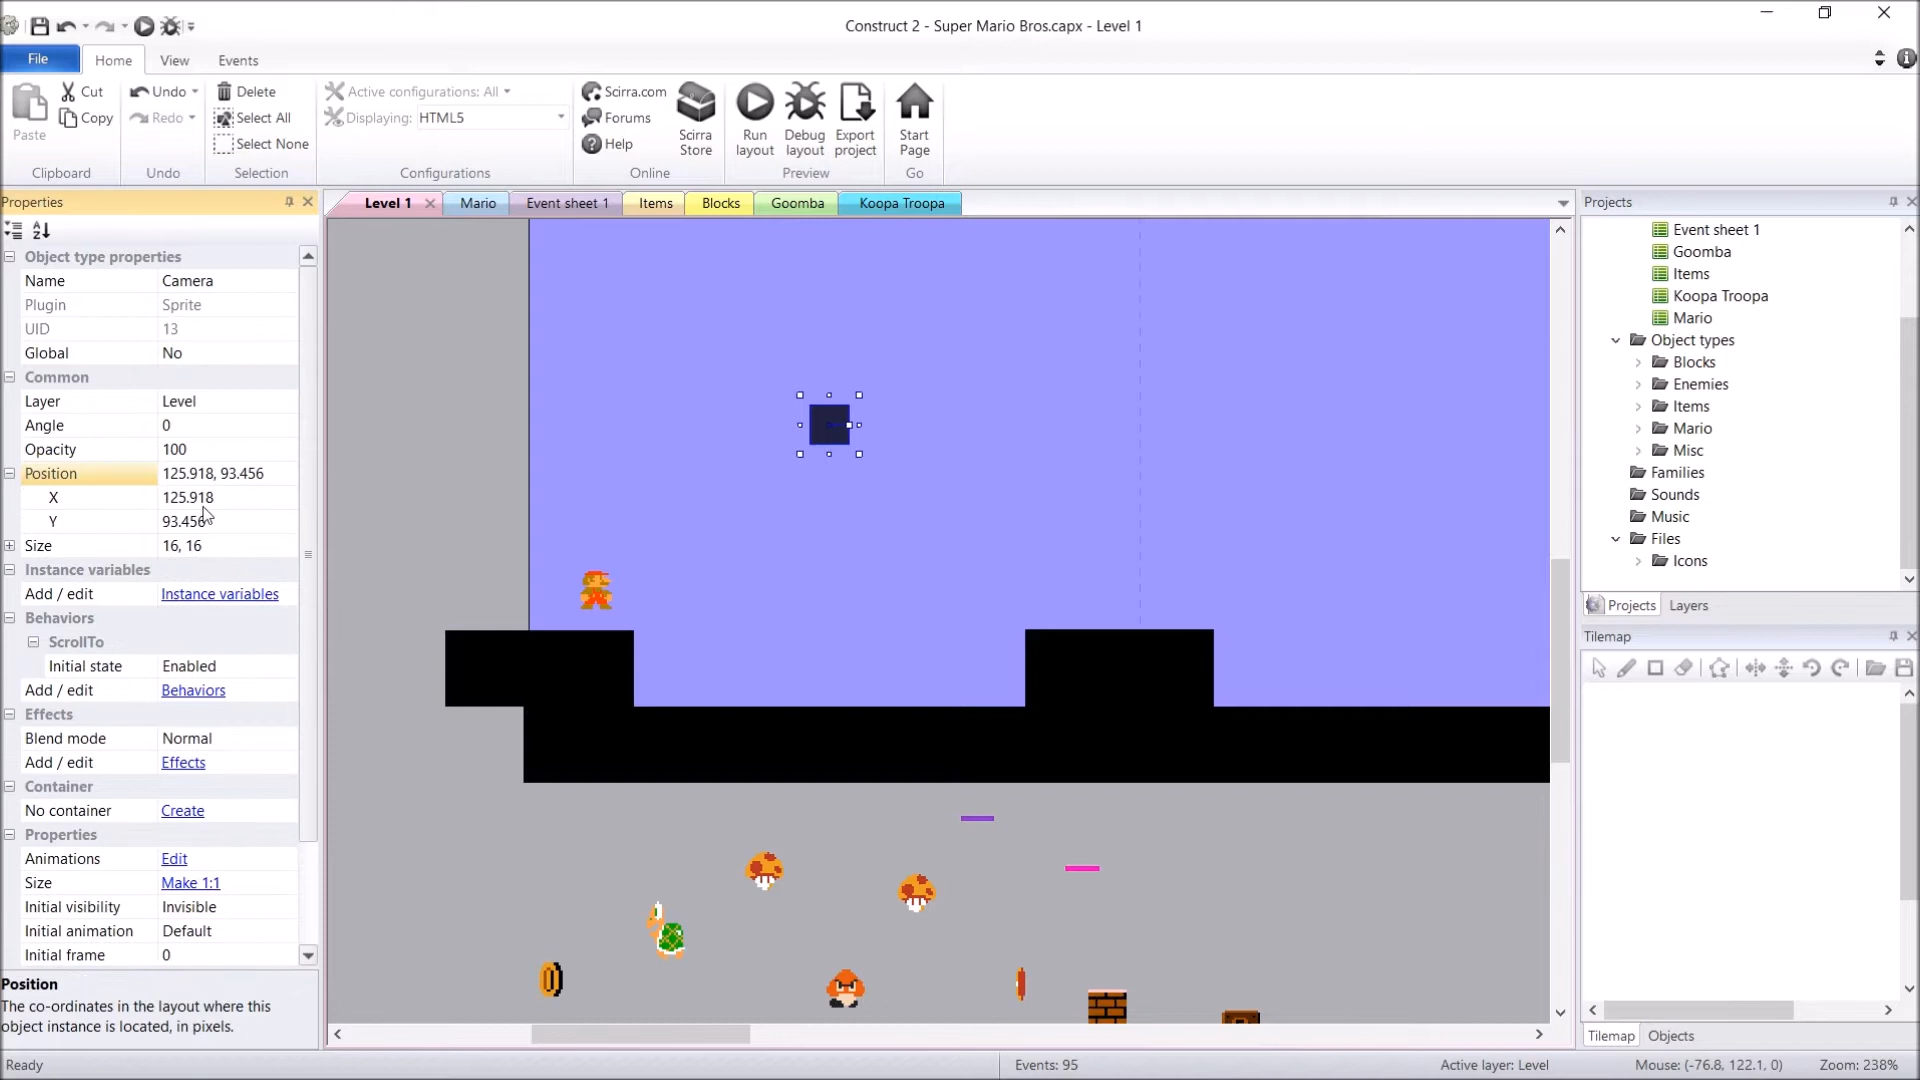 Construct 2 - Super Mario Bros.capx - Level 1
File Home View Events
Paste Cut Copy
Clipboard
Undo Redo
Undo
Delete
Select All
Select None
Selection
Active configurations: All
Displaying: HTML5
Configurations
Scirra.com
Forums
Help
Scirra Store
Online
Run layout
Debug layout
Export project
Preview
Start Page
Go
Properties
Level 1 Mario Event sheet 1 Items Blocks Goomba Koopa Troopa
Object type properties
Name Camera
Plugin Sprite
UID 13
Global No
Common
Layer Level
Angle 0
Opacity 100
Position 125.918, 93.456
X 125.918
Y 93.456
Size 16, 16
Instance variables
Add / edit Instance variables
Behaviors
ScrollTo
Initial state Enabled
Add / edit Behaviors
Effects
Blend mode Normal
Add / edit Effects
Container
No container Create
Properties
Animations Edit
Size Make 1:1
Initial visibility Invisible
Initial animation Default
Initial frame 0
Position
The co-ordinates in the layout where this
object instance is located, in pixels.
Projects
Event sheet 1
Goomba
Items
Koopa Troopa
Mario
Object types
Blocks
Enemies
Items
Mario
Misc
Families
Sounds
Music
Files
Icons
Projects Layers
Tilemap
Tilemap Objects
Ready Events: 95 Active layer: Level Mouse: (-76.8, 122.1, 0) Zoom: 238%